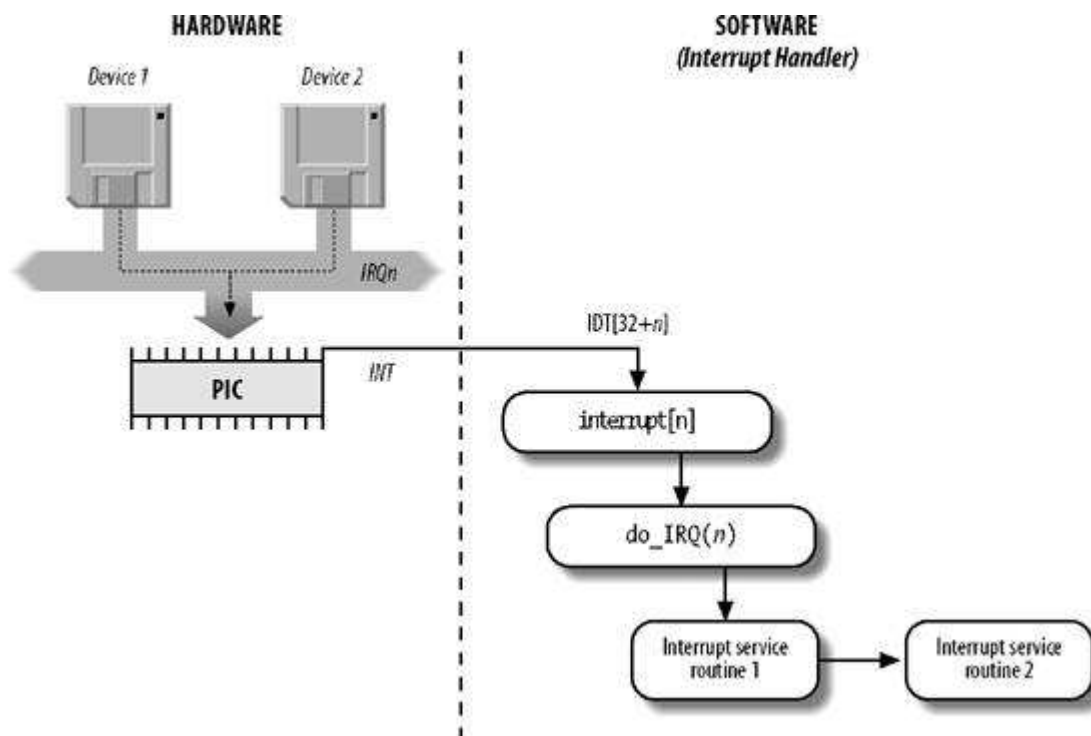 HARDWARE
SOFTWARE
(Interrupt Handler)
Device 1
Device 2
IRQn
IDT[32+n]
INT
PIC
interrupt[n]
do_IRQ(n)
Interrupt service
routine 1
Interrupt service
routine 2